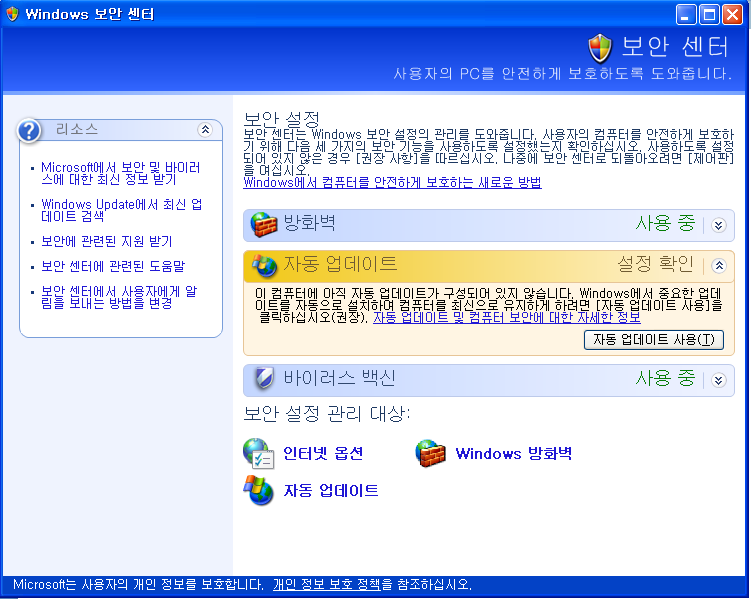 Windows 보안 센터
보안 센터
사용자의 PC를 안전하게 보호하도록 도와줍니다.
리소스
Microsoft에서 보안 및 바이러
스에 대한 최신 정보 받기
Windows Update에서 최신 업
데이트 검색
보안에 관련된 지원 받기
보안 센터에 관련된 도움말
보안 센터에서 사용자에게 알
림을 보내는 방법을 변경
보안 설정
보안 센터는 Windows 보안 설정의 관리를 도와줍니다. 사용자의 컴퓨터를 안전하게 보호하
기 위해 다음 세 가지의 보안 기능을 사용하도록 설정했는지 확인하십시오. 사용하도록 설정
되어 있지 않은 경우 [권장 사항]을 따르십시오. 나중에 보안 센터로 되돌아오려면 [제어판]
을 여십시오.
Windows에서 컴퓨터를 안전하게 보호하는 새로운 방법
방화벽 사용 중
자동 업데이트 설정 확인
이 컴퓨터에 아직 자동 업데이트가 구성되어 있지 않습니다. Windows에서 중요한 업데
이트를 자동으로 설치하여 컴퓨터를 최신으로 유지하게 하려면 [자동 업데이트 사용]을
클릭하십시오(권장). 자동 업데이트 및 컴퓨터 보안에 대한 자세한 정보
자동 업데이트 사용(T)
바이러스 백신 사용 중
보안 설정 관리 대상:
인터넷 옵션 Windows 방화벽
자동 업데이트
Microsoft는 사용자의 개인 정보를 보호합니다. 개인 정보 보호 정책을 참조하십시오.